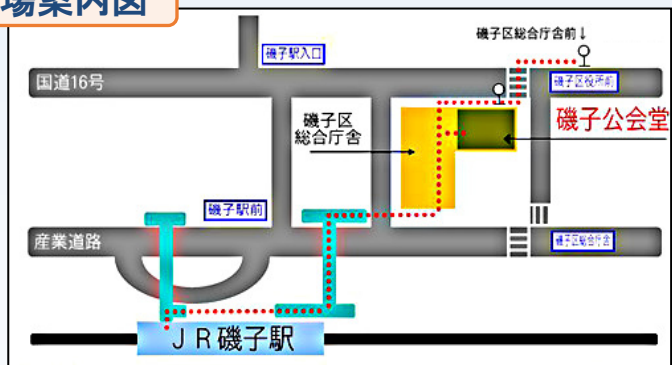 場案内図
磯子区総合庁舎前↓
磯子駅入口
国道16号
磯子区役所前
磯子区
総合庁舎
磯子公会堂
磯子駅前
産業道路
磯子区総合庁舎
ＪＲ磯子駅